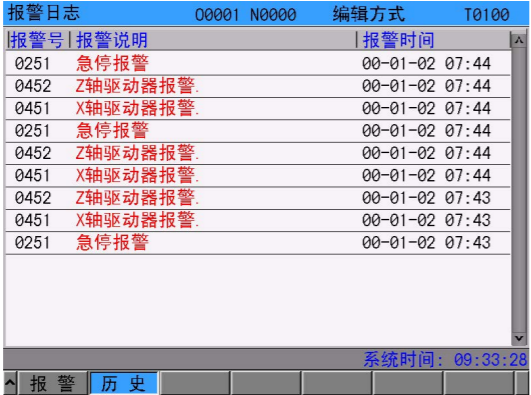 报警日志 O0001 N0000 编辑方式 T0100
报警号 报警说明 报警时间
0251 急停报警 00-01-02 07:44
0452 Z轴驱动器报警. 00-01-02 07:44
0451 X轴驱动器报警. 00-01-02 07:44
0251 急停报警 00-01-02 07:44
0452 Z轴驱动器报警. 00-01-02 07:44
0451 X轴驱动器报警. 00-01-02 07:44
0452 Z轴驱动器报警. 00-01-02 07:43
0451 X轴驱动器报警. 00-01-02 07:43
0251 急停报警 00-01-02 07:43
系统时间: 09:33:28
报 警 历 史